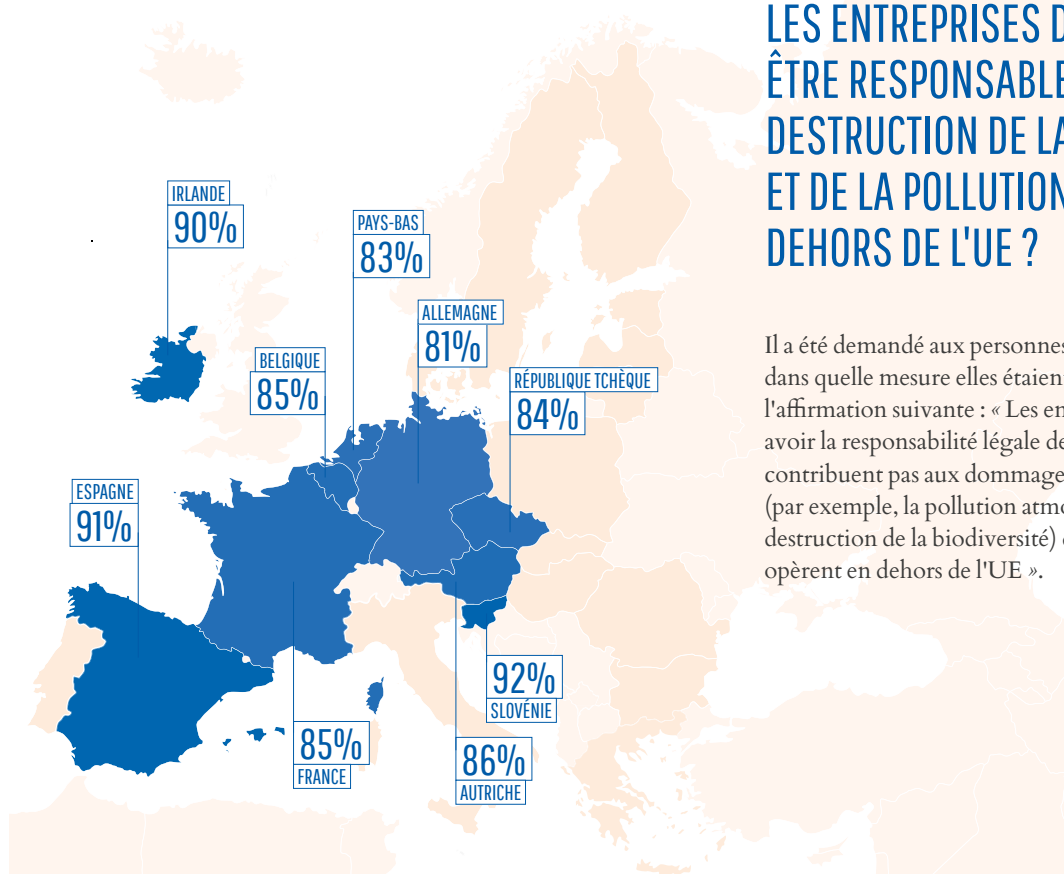 LES ENTREPRISES D
ÊTRE RESPONSABLE
DESTRUCTION DE LA
ET DE LA POLLUTION
DEHORS DE L'UE ?
Il a été demandé aux personnes
dans quelle mesure elles étaien
l'affirmation suivante : « Les en
avoir la responsabilité légale de
contribuent pas aux dommage
(par exemple, la pollution atmo
destruction de la biodiversité)
opèrent en dehors de l'UE ».
IRLANDE
90%
PAYS-BAS
83%
ALLEMAGNE
81%
BELGIQUE
85%
RÉPUBLIQUE TCHÈQUE
84%
ESPAGNE
91%
92%
SLOVÉNIE
85%
FRANCE
86%
AUTRICHE